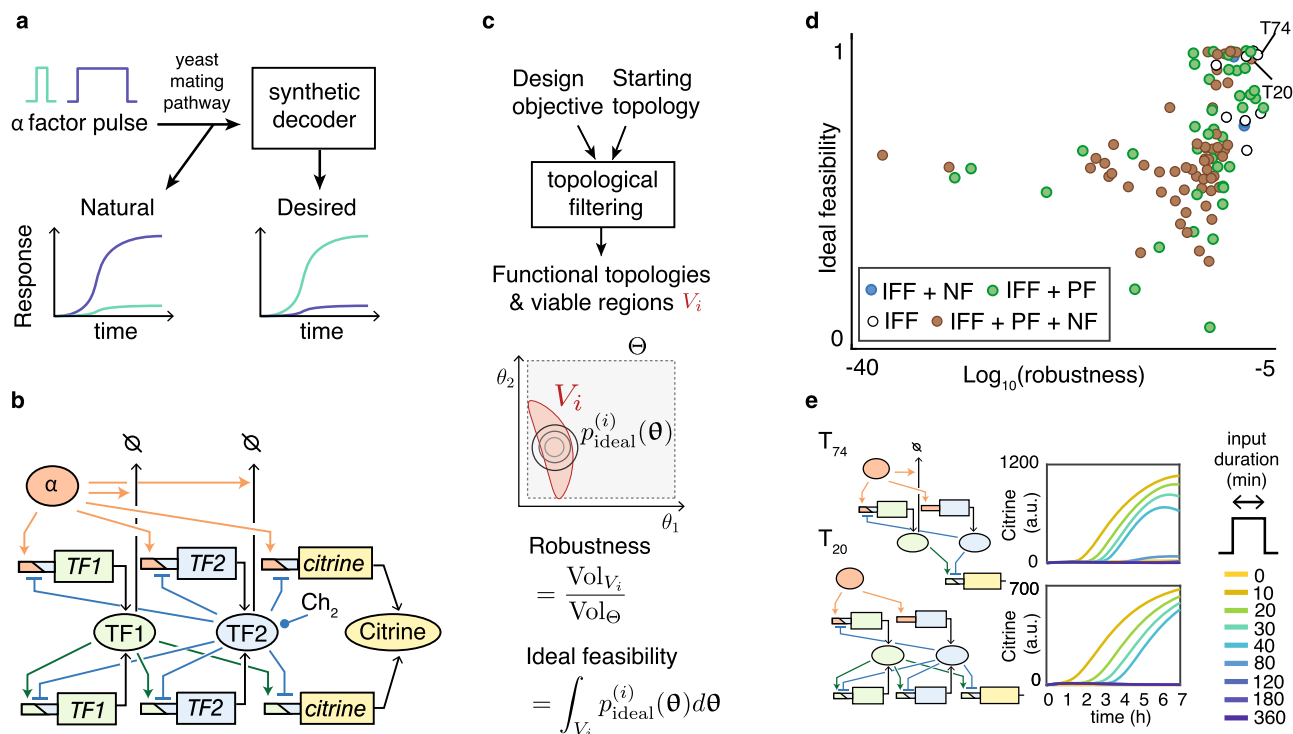 a
yeast
mating
pathway
α factor pulse
synthetic
decoder
Natural
Desired
Response
time
time
b
α
∅
∅
TF1
TF2
citrine
Ch2
TF1
TF2
Citrine
TF1
TF2
citrine
c
Design
objective
Starting
topology
topological
filtering
Functional topologies
& viable regions Vi
Θ
θ2
Vi
p(i)ideal(θ)
θ1
Robustness
= VolVi / VolΘ
Ideal feasibility
= ∫Vi p(i)ideal(θ)dθ
d
T74
T20
1
Ideal feasibility
0
IFF + NF
IFF + PF
IFF
IFF + PF + NF
-40
Log10(robustness)
-5
e
T74
∅
T20
1200
Citrine
(a.u.)
0
700
Citrine
(a.u.)
0
0 1 2 3 4 5 6 7
time (h)
input
duration
(min)
0
10
20
30
40
80
120
180
360